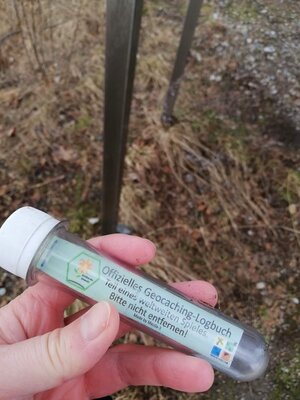 Offizielles Geocaching-Logbuch
Teil eines weltweiten Spieles
Bitte nicht entfernen!